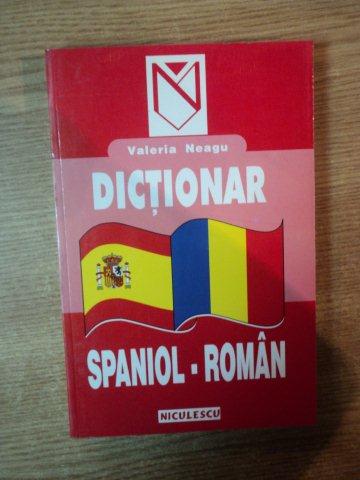 Valeria Neagu
DICȚIONAR
SPANIOL - ROMÂN
NICULESCU